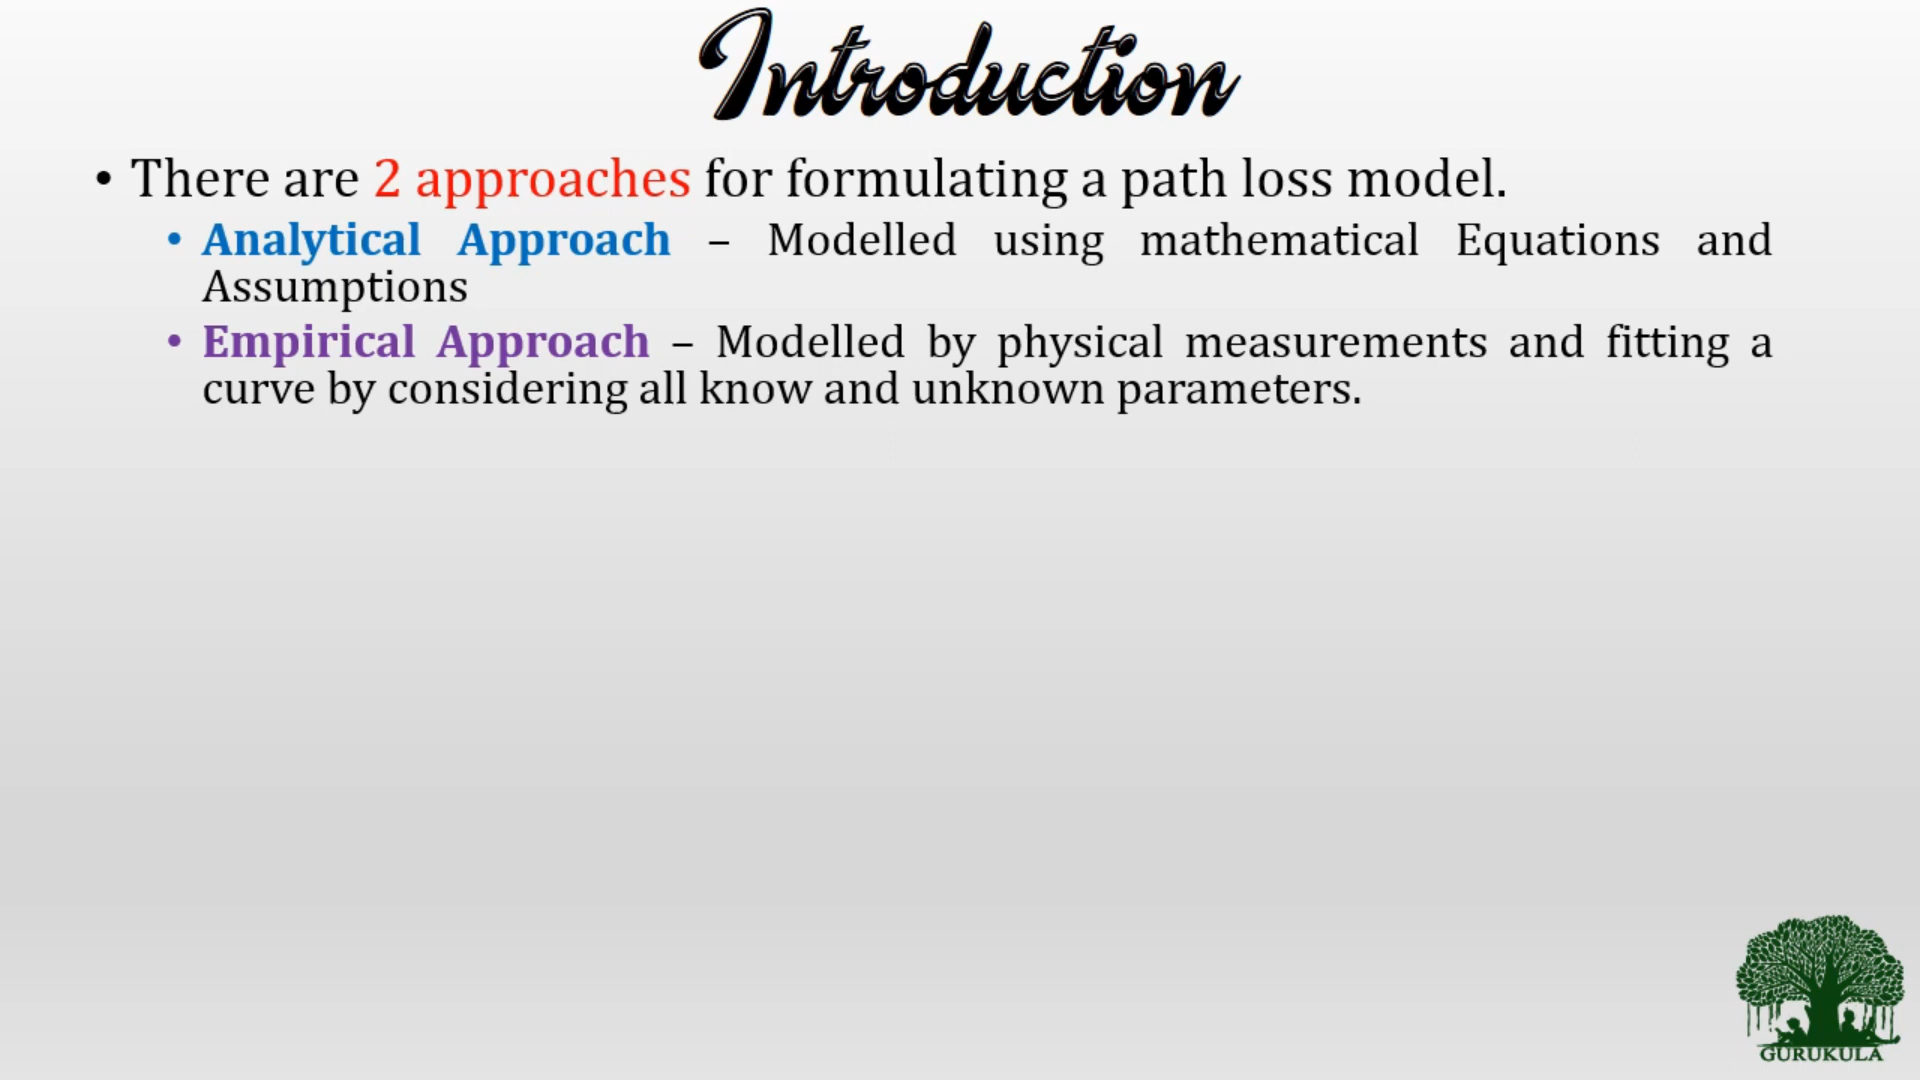 Introduction
• There are 2 approaches for formulating a path loss model.
• Analytical Approach – Modelled using mathematical Equations and
Assumptions
• Empirical Approach – Modelled by physical measurements and fitting a
curve by considering all know and unknown parameters.
GURUKULA